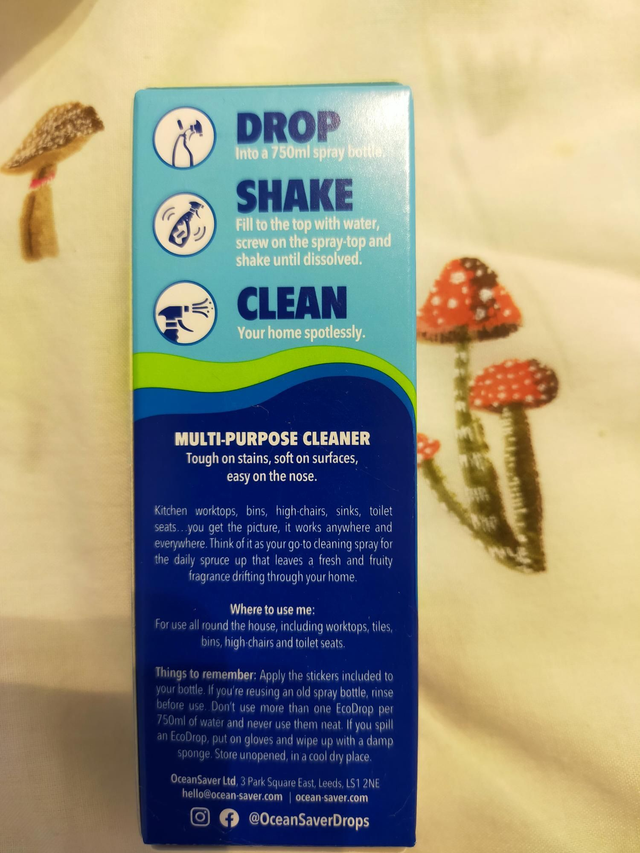 DROP
Into a 750ml spray bottle.
SHAKE
Fill to the top with water,
screw on the spray-top and
shake until dissolved.
CLEAN
Your home spotlessly.
MULTI-PURPOSE CLEANER
Tough on stains, soft on surfaces,
easy on the nose.
Kitchen worktops, bins, high-chairs, sinks, toilet
seats...you get the picture, it works anywhere and
everywhere. Think of it as your go-to cleaning spray for
the daily spruce up that leaves a fresh and fruity
fragrance drifting through your home.
Where to use me:
For use all round the house, including worktops, tiles,
bins, high-chairs and toilet seats.
Things to remember: Apply the stickers included to
your bottle. If you're reusing an old spray bottle, rinse
before use. Don't use more than one EcoDrop per
750ml of water and never use them neat. If you spill
an EcoDrop, put on gloves and wipe up with a damp
sponge. Store unopened, in a cool dry place.
OceanSaver Ltd, 3 Park Square East, Leeds, LS1 2NE
hello@ocean-saver.com | ocean-saver.com
@OceanSaverDrops